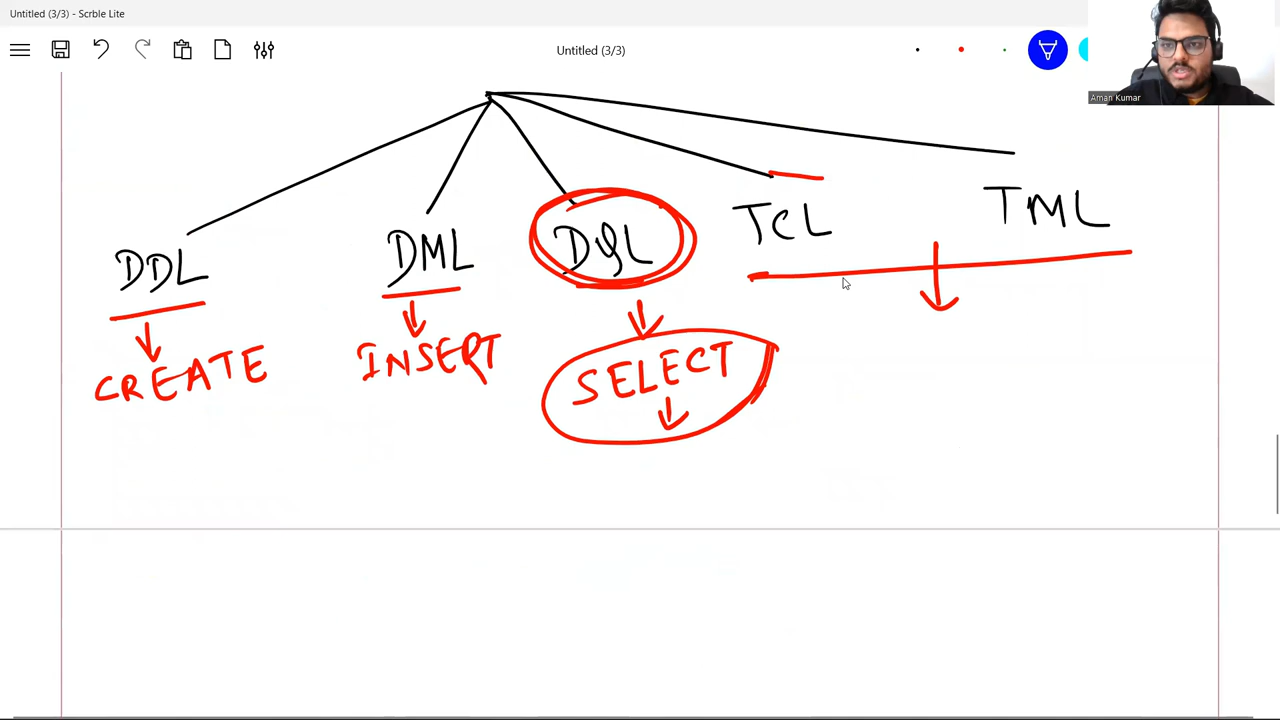 Untitled (3/3) - Scrble Lite
Untitled (3/3)
Aman Kumar
DDL DML DQL TCL TML
CREATE INSERT SELECT